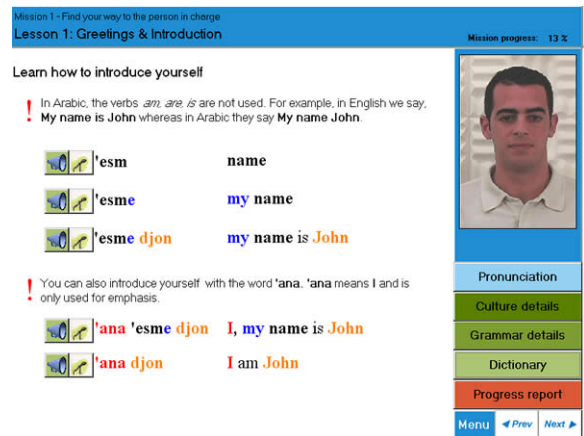 Mission 1 - Find your way to the person in charge
Lesson 1: Greetings & Introduction
Mission progress: 13 %
Learn how to introduce yourself
! In Arabic, the verbs am, are, is are not used. For example, in English we say,
My name is John whereas in Arabic they say My name John.
'esm name
'esme my name
'esme djon my name is John
! You can also introduce yourself with the word 'ana. 'ana means I and is
only used for emphasis.
'ana 'esme djon I, my name is John
'ana djon I am John
Pronunciation
Culture details
Grammar details
Dictionary
Progress report
Menu Prev Next